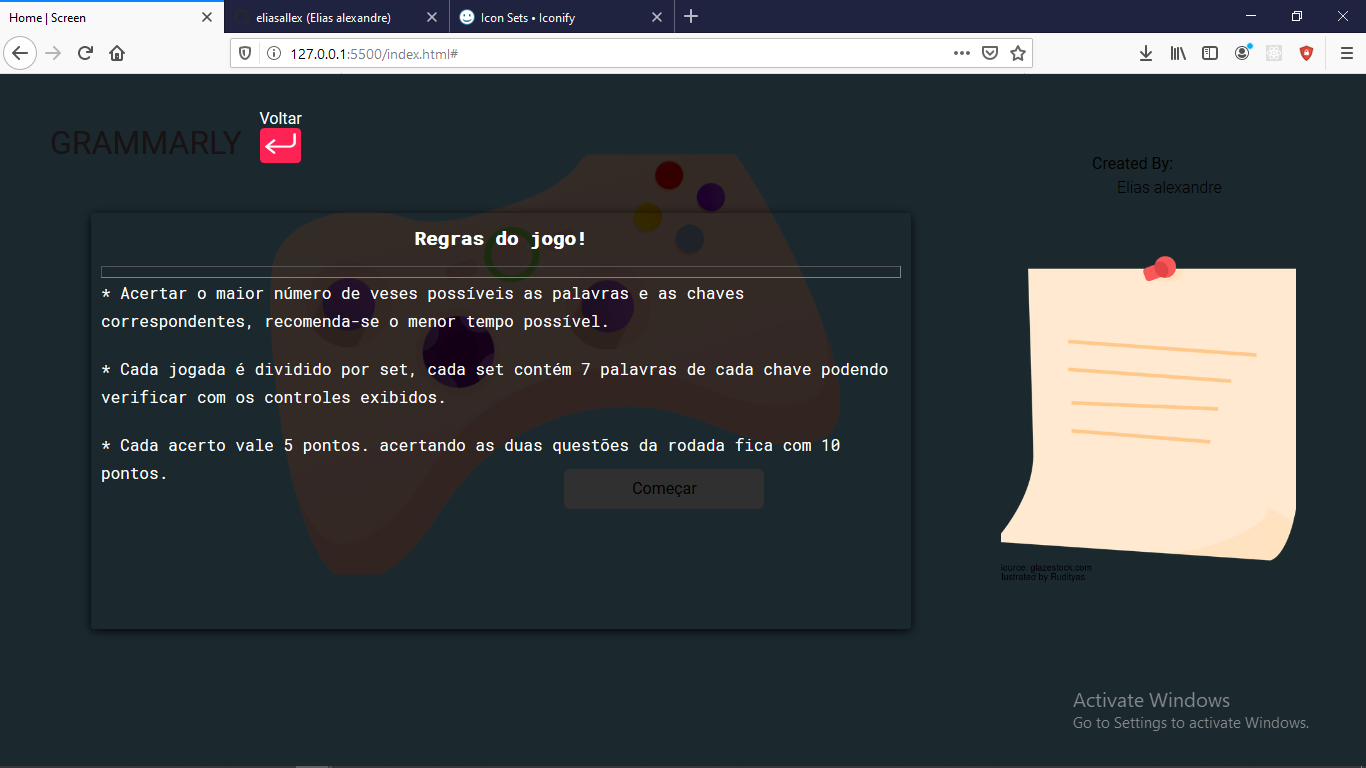 Home | Screen
eliasallex (Elias alexandre)
Icon Sets • Iconify
127.0.0.1:5500/index.html#
GRAMMARLY
Voltar
Created By:
Elias alexandre
Regras do jogo!
* Acertar o maior número de veses possíveis as palavras e as chaves
correspondentes, recomenda-se o menor tempo possível.
* Cada jogada é dividido por set, cada set contém 7 palavras de cada chave podendo
verificar com os controles exibidos.
* Cada acerto vale 5 pontos. acertando as duas questões da rodada fica com 10
pontos.
Começar
ource: glazestock.com
lustrated by Rudityas
Activate Windows
Go to Settings to activate Windows.